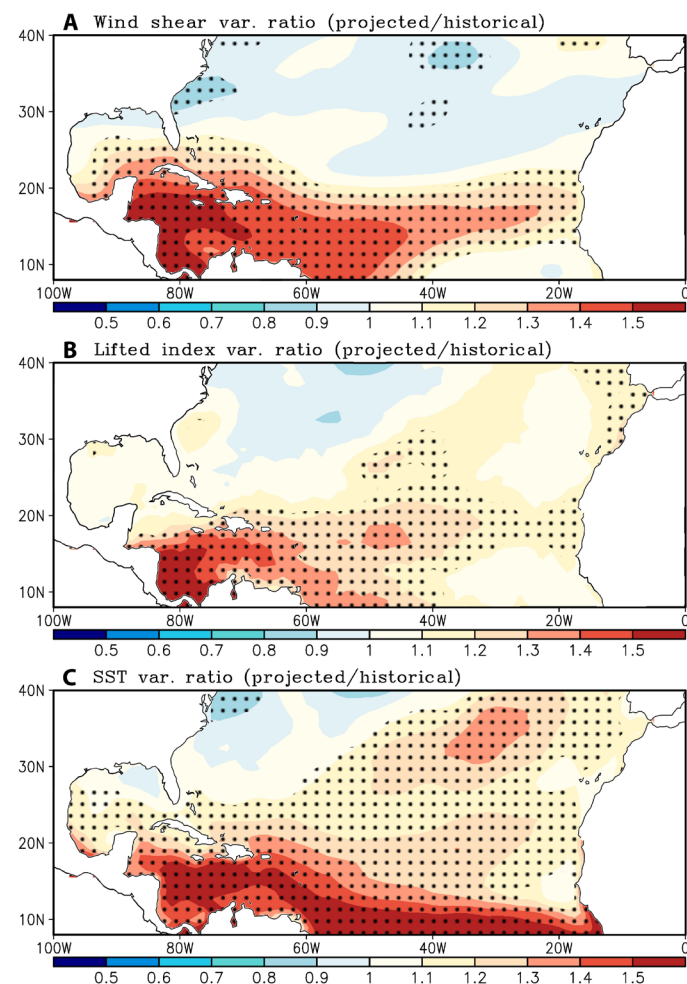 A Wind shear var. ratio (projected/historical)
40N
30N
20N
10N
100W 80W 60W 40W 20W 0
0.5 0.6 0.7 0.8 0.9 1 1.1 1.2 1.3 1.4 1.5
B Lifted index var. ratio (projected/historical)
40N
30N
20N
10N
100W 80W 60W 40W 20W 0
0.5 0.6 0.7 0.8 0.9 1 1.1 1.2 1.3 1.4 1.5
C SST var. ratio (projected/historical)
40N
30N
20N
10N
100W 80W 60W 40W 20W 0
0.5 0.6 0.7 0.8 0.9 1 1.1 1.2 1.3 1.4 1.5